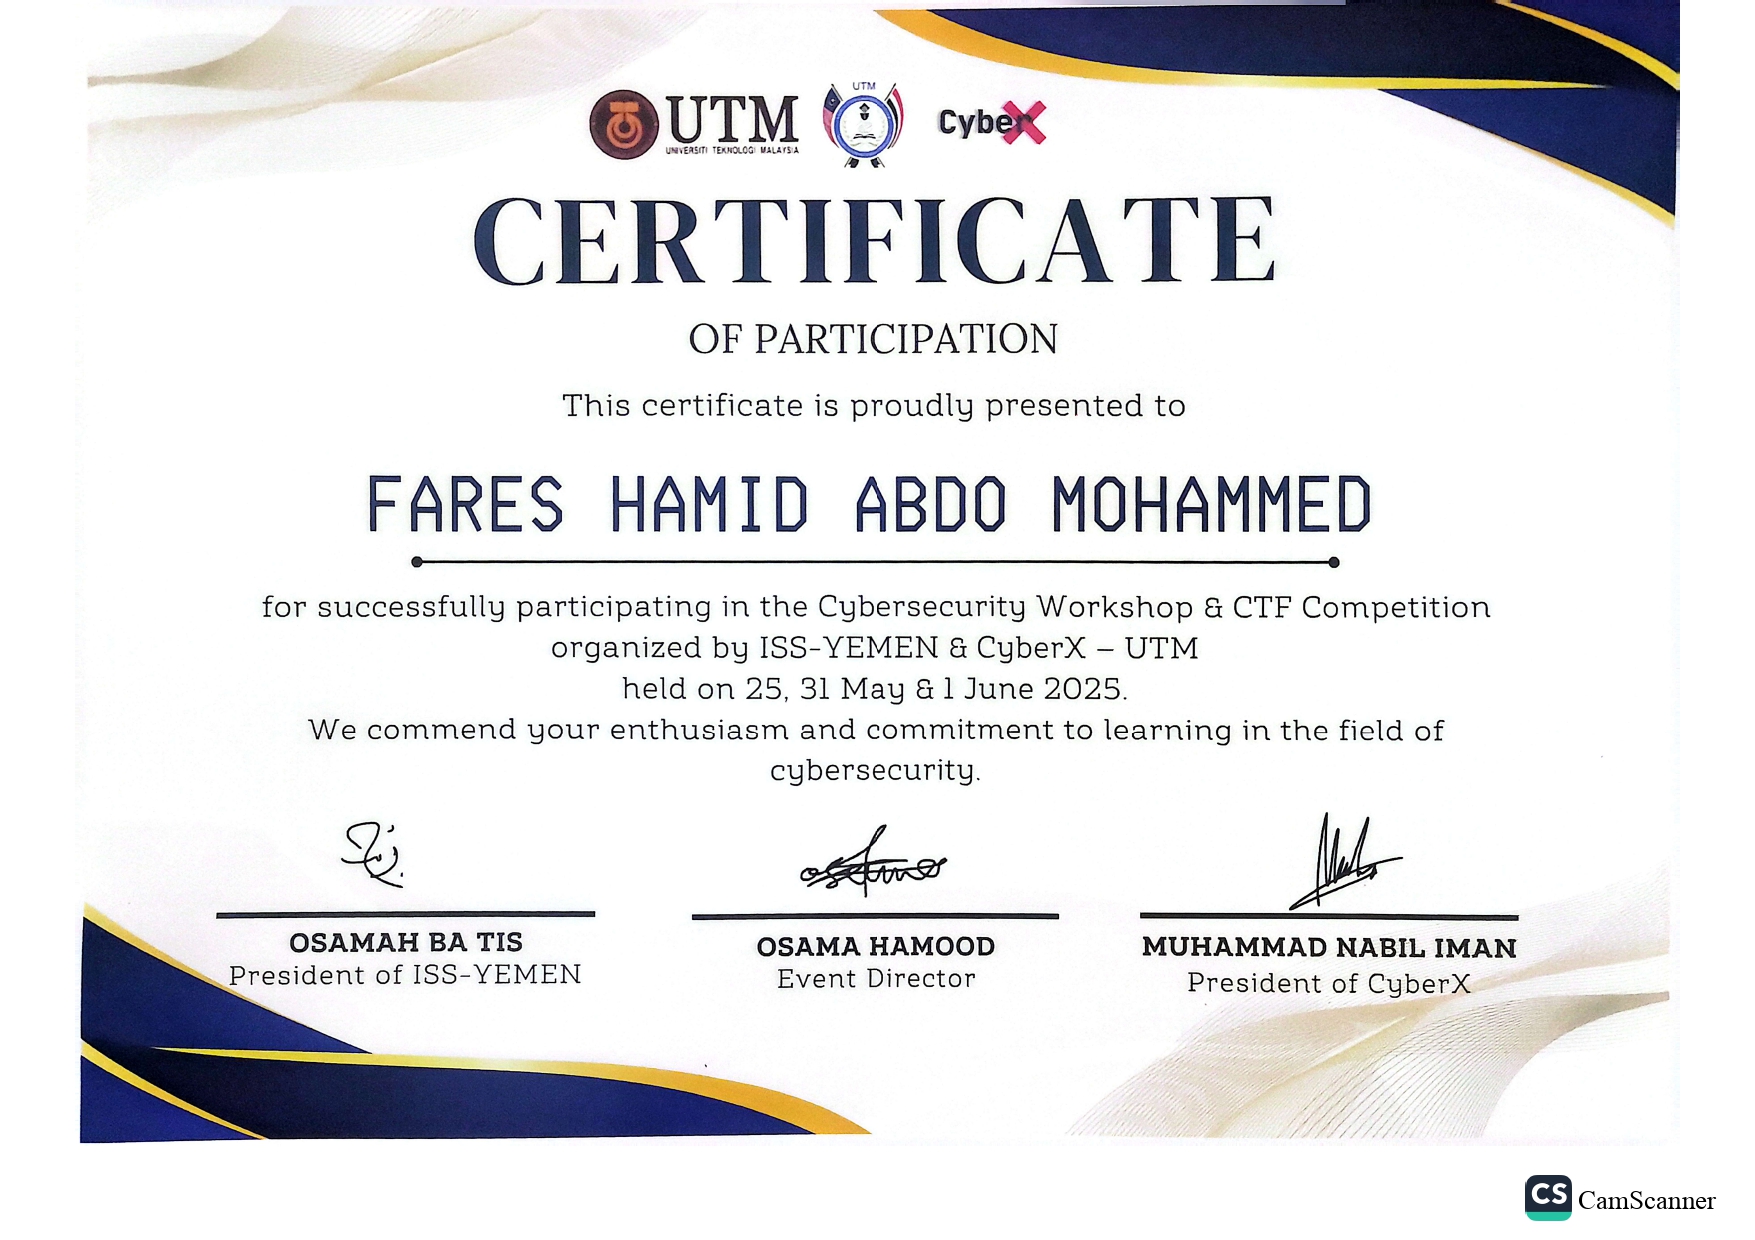 UTM
UNIVERSITI TEKNOLOGI MALAYSIA
UTM
CyberX
CERTIFICATE
OF PARTICIPATION
This certificate is proudly presented to
FARES HAMID ABDO MOHAMMED
for successfully participating in the Cybersecurity Workshop & CTF Competition
organized by ISS-YEMEN & CyberX – UTM
held on 25, 31 May & 1 June 2025.
We commend your enthusiasm and commitment to learning in the field of
cybersecurity.
OSAMAH BA TIS
President of ISS-YEMEN
OSAMA HAMOOD
Event Director
MUHAMMAD NABIL IMAN
President of CyberX
CS CamScanner